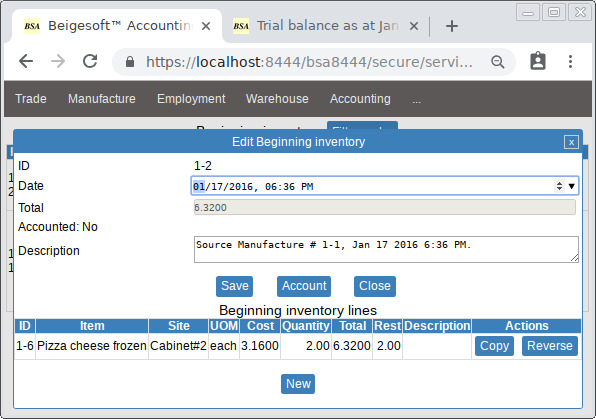 BSA Beigesoft™ Accountin
BSA Trial balance as at Jan
https://localhost:8444/bsa8444/secure/servi...
Trade Manufacture Employment Warehouse Accounting ...
Edit Beginning inventory x
ID 1-2
Date 01/17/2016, 06:36 PM
Total 6.3200
Accounted: No
Description Source Manufacture # 1-1, Jan 17 2016 6:36 PM.
Save Account Close
Beginning inventory lines
ID Item Site UOM Cost Quantity Total Rest Description Actions
1-6 Pizza cheese frozen Cabinet#2 each 3.1600 2.00 6.3200 2.00 Copy Reverse
New